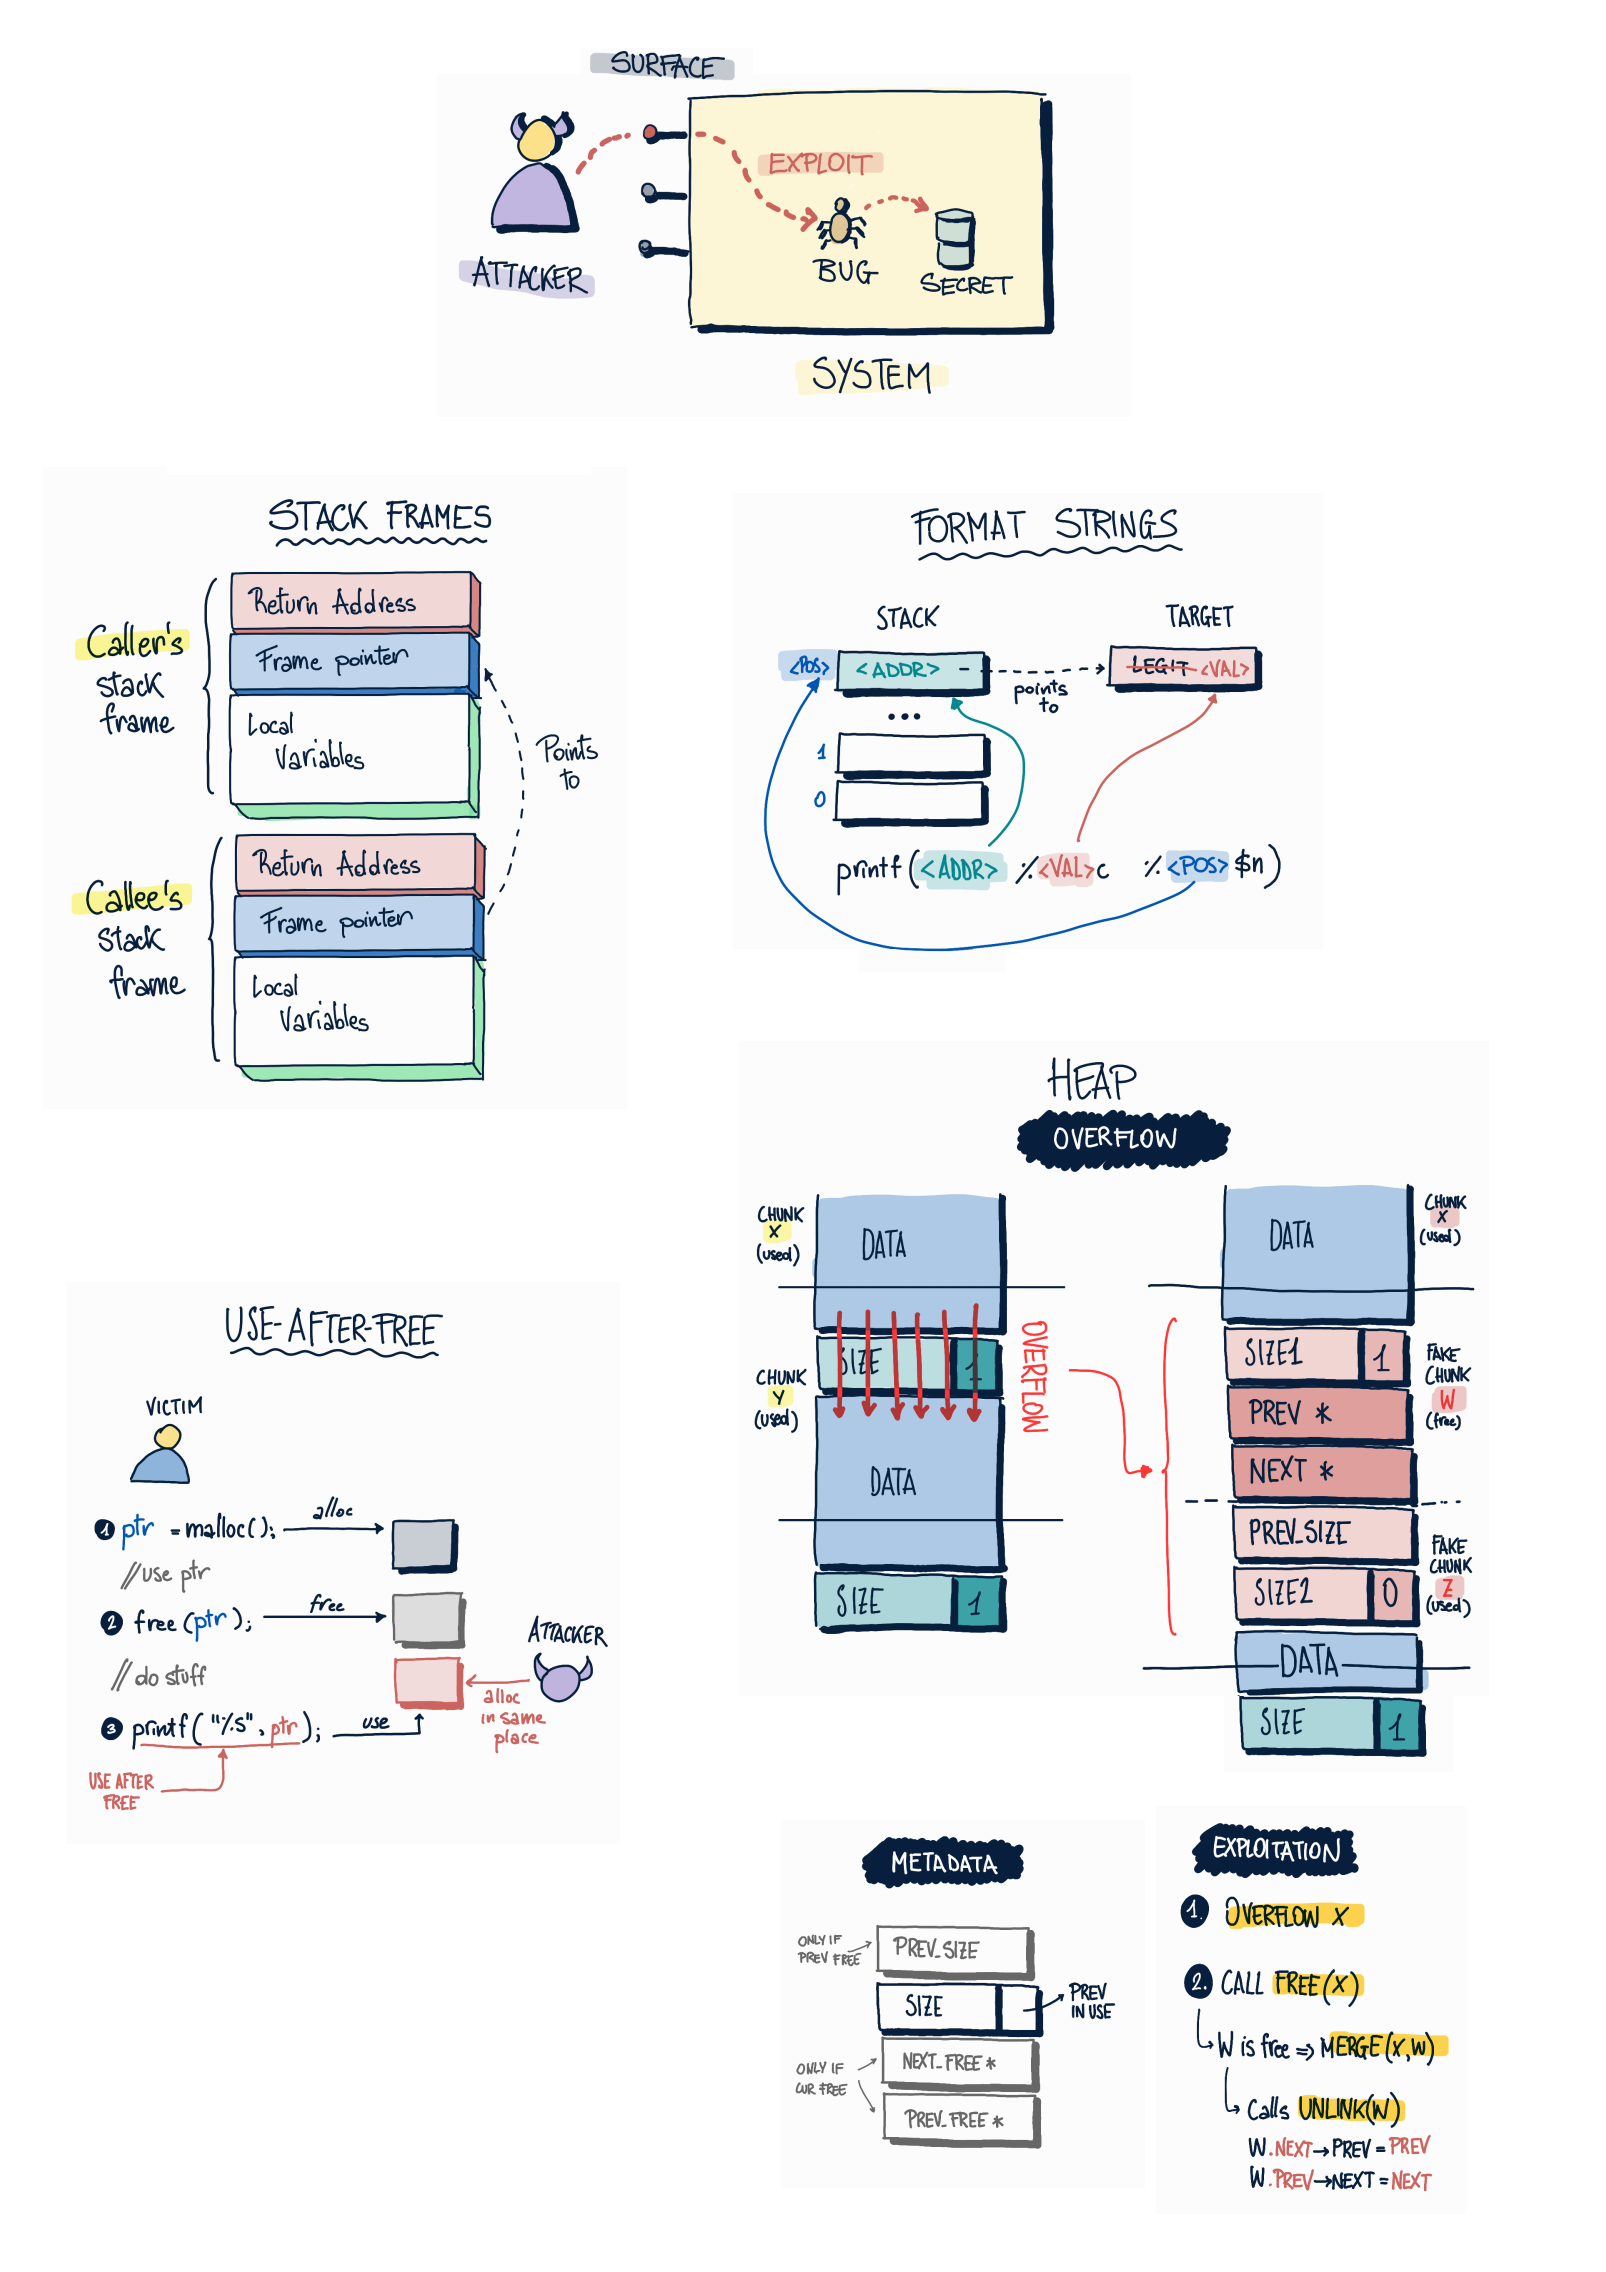 SURFACE
EXPLOIT
ATTACKER
BUG
SECRET
SYSTEM
STACK FRAMES
Return Address
Frame pointer
Local
Variables
Caller's
stack
frame
Points
to
Return Address
Frame pointer
Local
Variables
Callee's
stack
frame
FORMAT STRINGS
STACK
TARGET
<POS>
<ADDR>
LEGIT <VAL>
points
to
...
1
0
printf(<ADDR> %<VAL>c %<POS>$n)
HEAP
OVERFLOW
CHUNK
X
(used)
DATA
SIZE 1
CHUNK
Y
(used)
DATA
SIZE 1
OVERFLOW
DATA
CHUNK
X
(used)
SIZE1 1
PREV *
NEXT *
FAKE
CHUNK
W
(free)
PREV_SIZE
SIZE2 0
FAKE
CHUNK
Z
(used)
DATA
SIZE 1
USE-AFTER-FREE
VICTIM
1 ptr = malloc();
alloc
//use ptr
2 free(ptr);
free
//do stuff
3 printf("%s", ptr);
use
ATTACKER
alloc
in same
place
USE AFTER
FREE
METADATA
ONLY IF
PREV FREE
PREV_SIZE
SIZE
PREV
IN USE
NEXT_FREE *
ONLY IF
CUR FREE
PREV_FREE *
EXPLOITATION
1. OVERFLOW X
2. CALL FREE(X)
W is free => MERGE(X,W)
Calls UNLINK(W)
W.NEXT→PREV = PREV
W.PREV→NEXT = NEXT